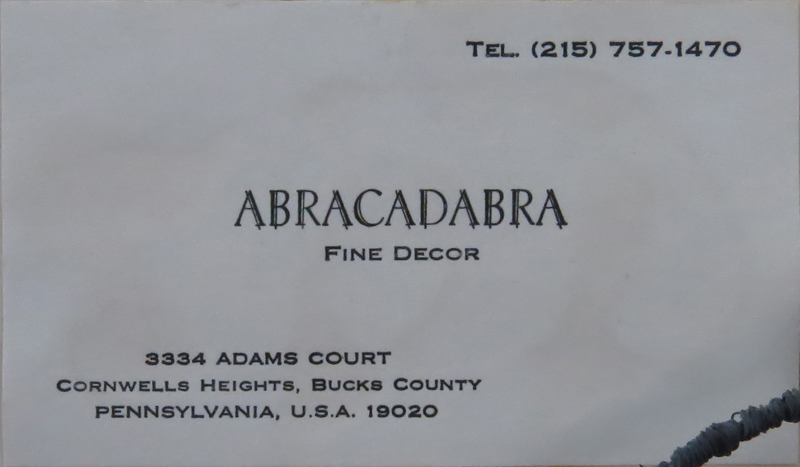 TEL. (215) 757-1470
ABRACADABRA
FINE DECOR
3334 ADAMS COURT
CORNWELLS HEIGHTS, BUCKS COUNTY
PENNSYLVANIA, U.S.A. 19020